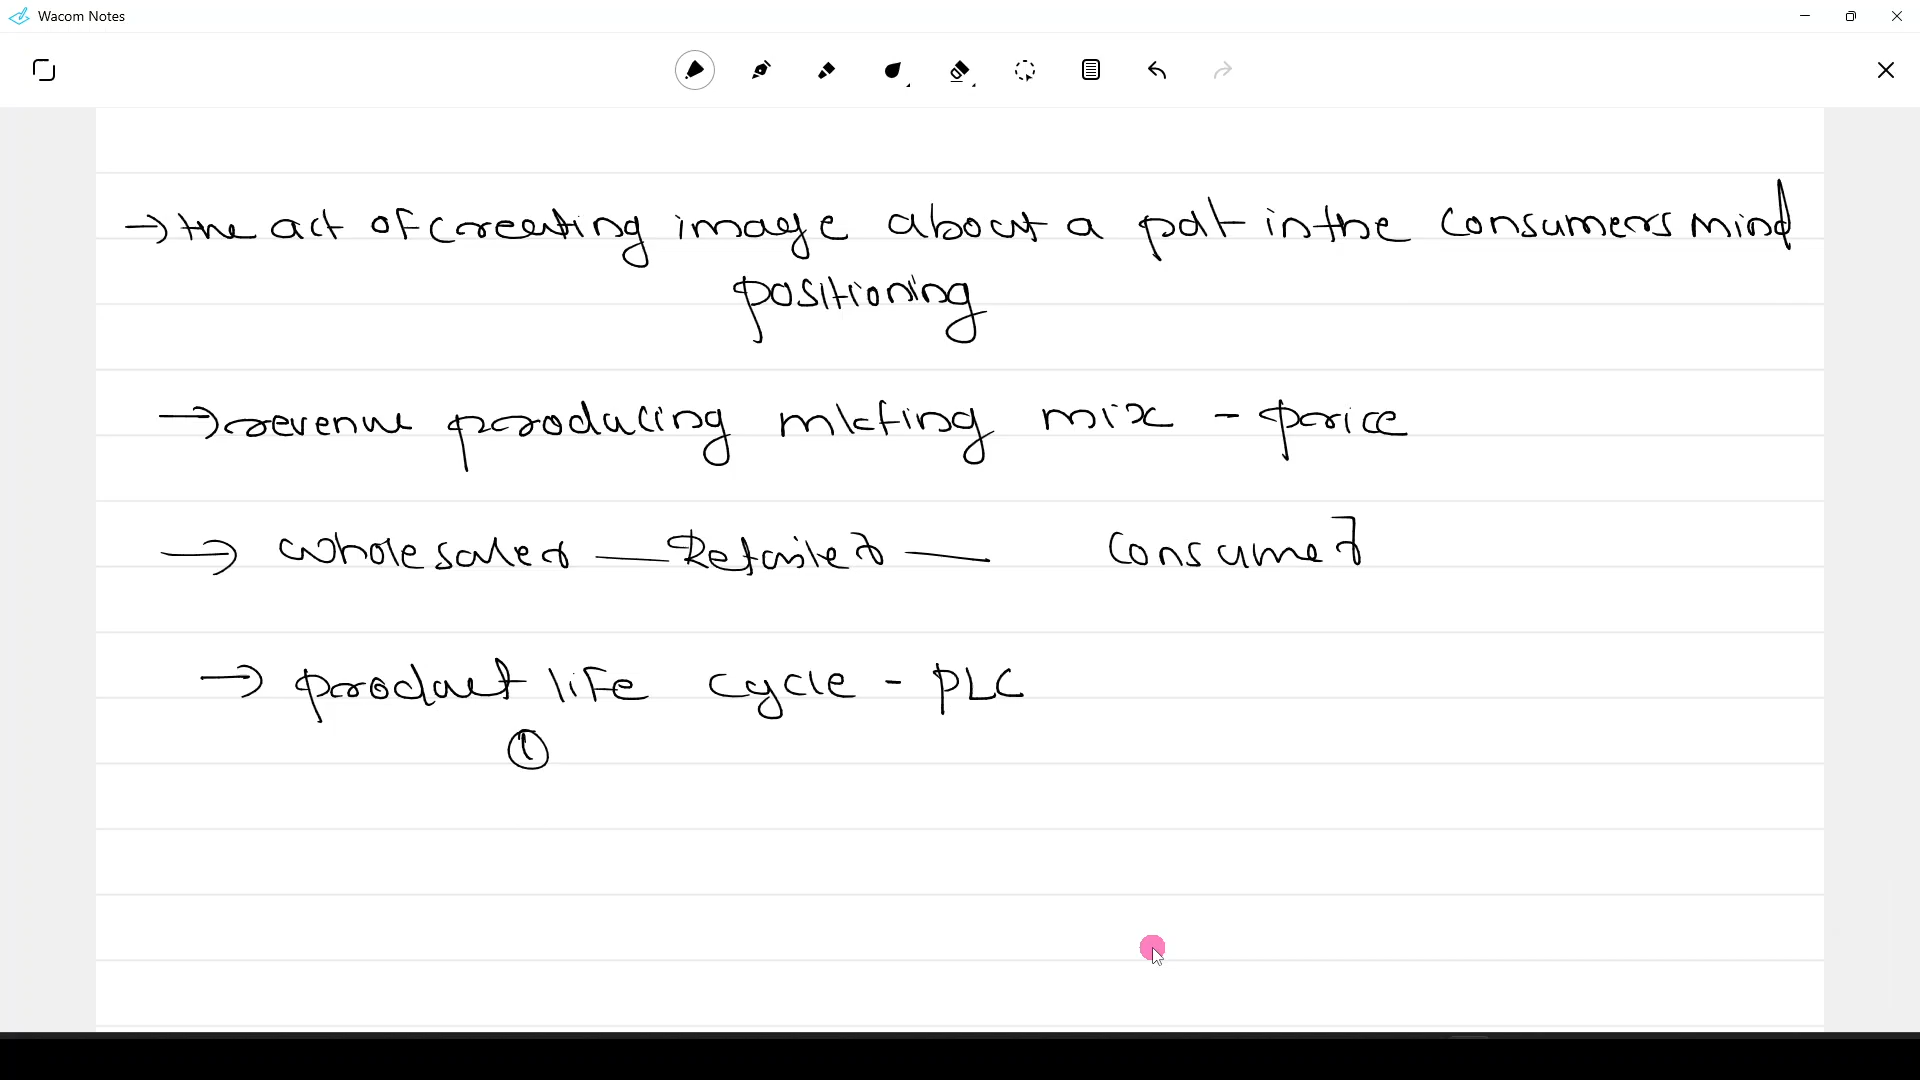 Wacom Notes
→ the act of creating image about a pdt in the consumers mind
positioning
→ revenue producing mkting mix - price
→ wholesaler — Retailer — Consumer
→ product life cycle - PLC
①